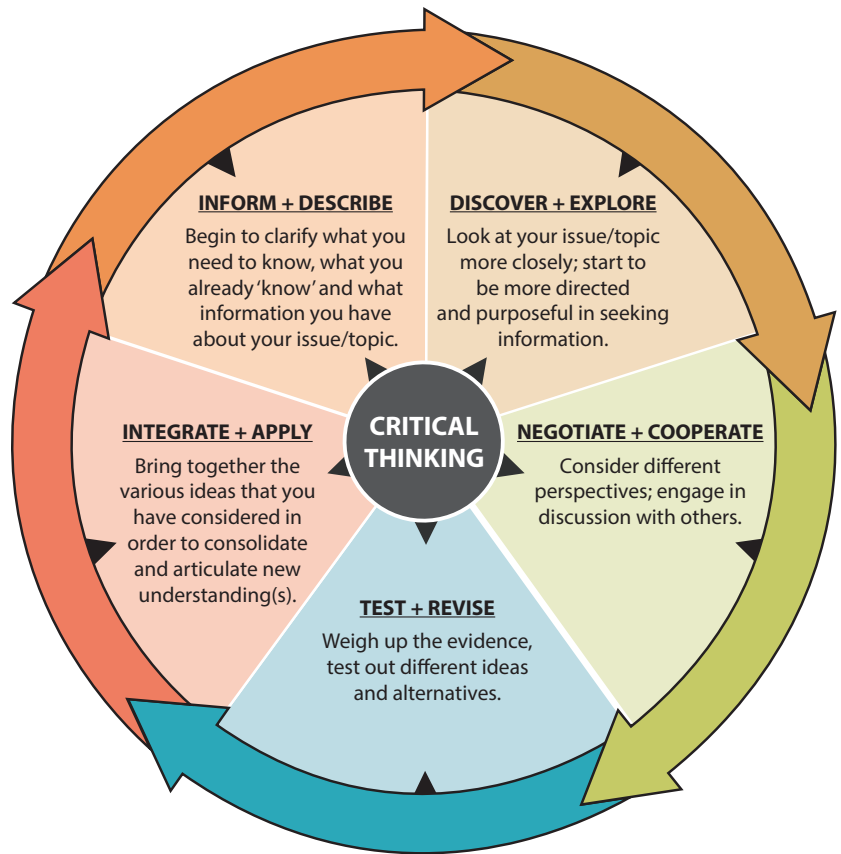 INFORM + DESCRIBE
Begin to clarify what you
need to know, what you
already ‘know’ and what
information you have
about your issue/topic.
DISCOVER + EXPLORE
Look at your issue/topic
more closely; start to
be more directed
and purposeful in seeking
information.
CRITICAL
THINKING
NEGOTIATE + COOPERATE
Consider different
perspectives; engage in
discussion with others.
TEST + REVISE
Weigh up the evidence,
test out different ideas
and alternatives.
INTEGRATE + APPLY
Bring together the
various ideas that you
have considered in
order to consolidate
and articulate new
understanding(s).